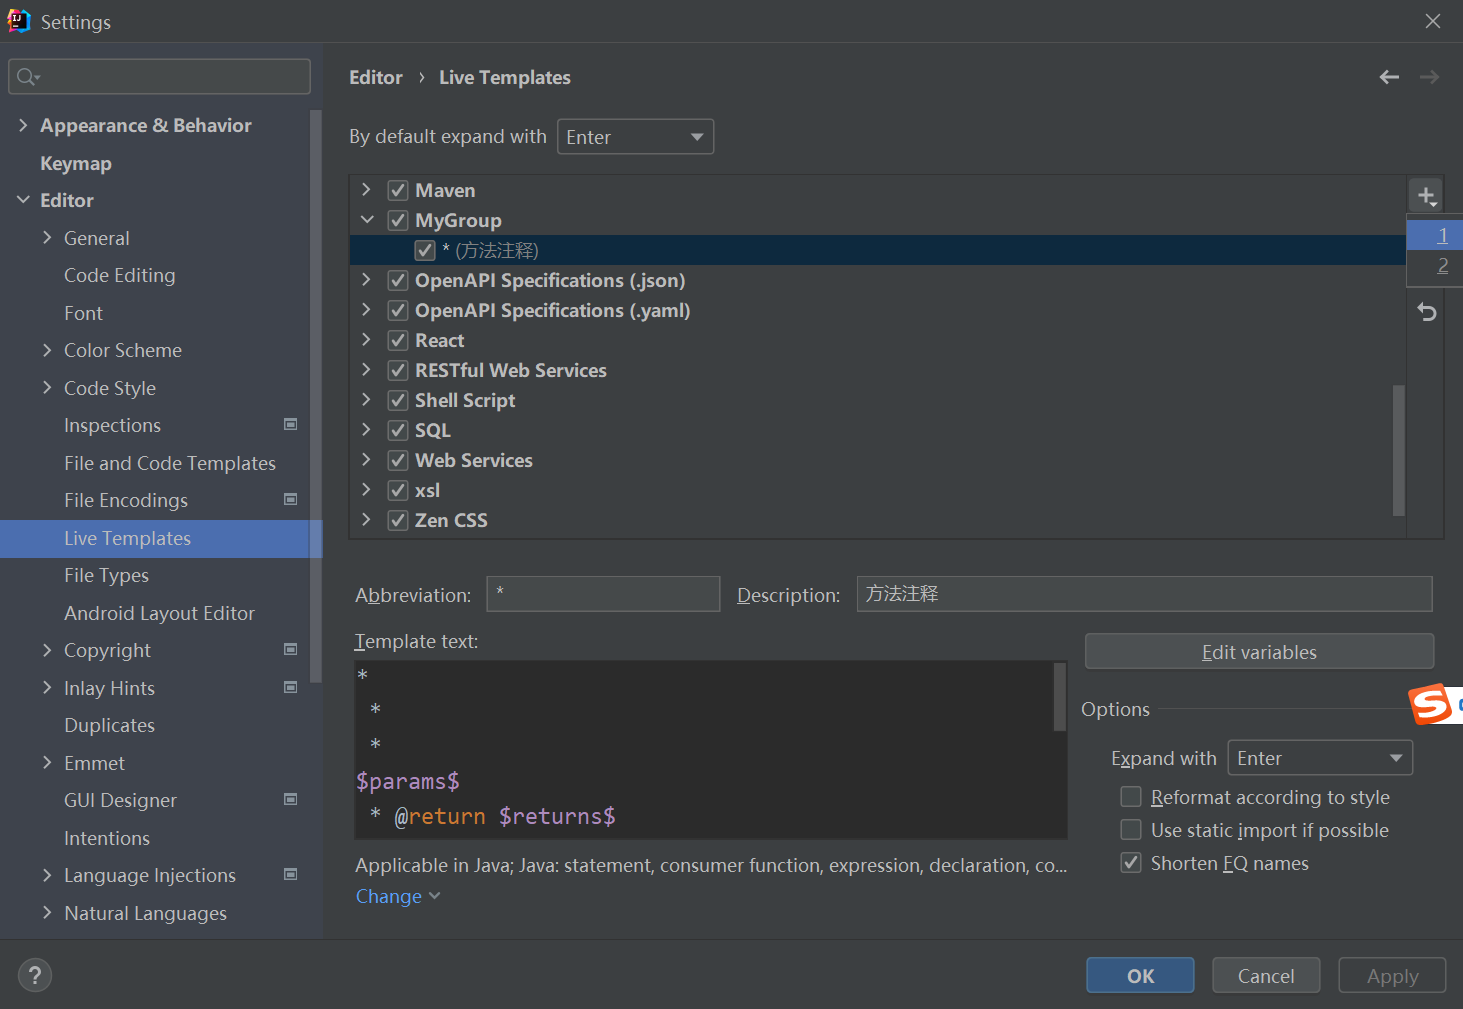 Settings
Appearance & Behavior
Keymap
Editor
General
Code Editing
Font
Color Scheme
Code Style
Inspections
File and Code Templates
File Encodings
Live Templates
File Types
Android Layout Editor
Copyright
Inlay Hints
Duplicates
Emmet
GUI Designer
Intentions
Language Injections
Natural Languages
Editor › Live Templates
By default expand with Enter
Maven
MyGroup
* (方法注释)
OpenAPI Specifications (.json)
OpenAPI Specifications (.yaml)
React
RESTful Web Services
Shell Script
SQL
Web Services
xsl
Zen CSS
1
2
Abbreviation: * Description: 方法注释
Template text:
*
*
*
$params$
* @return $returns$
Edit variables
Options
Expand with Enter
Reformat according to style
Use static import if possible
Shorten EQ names
Applicable in Java; Java: statement, consumer function, expression, declaration, co...
Change
? OK Cancel Apply